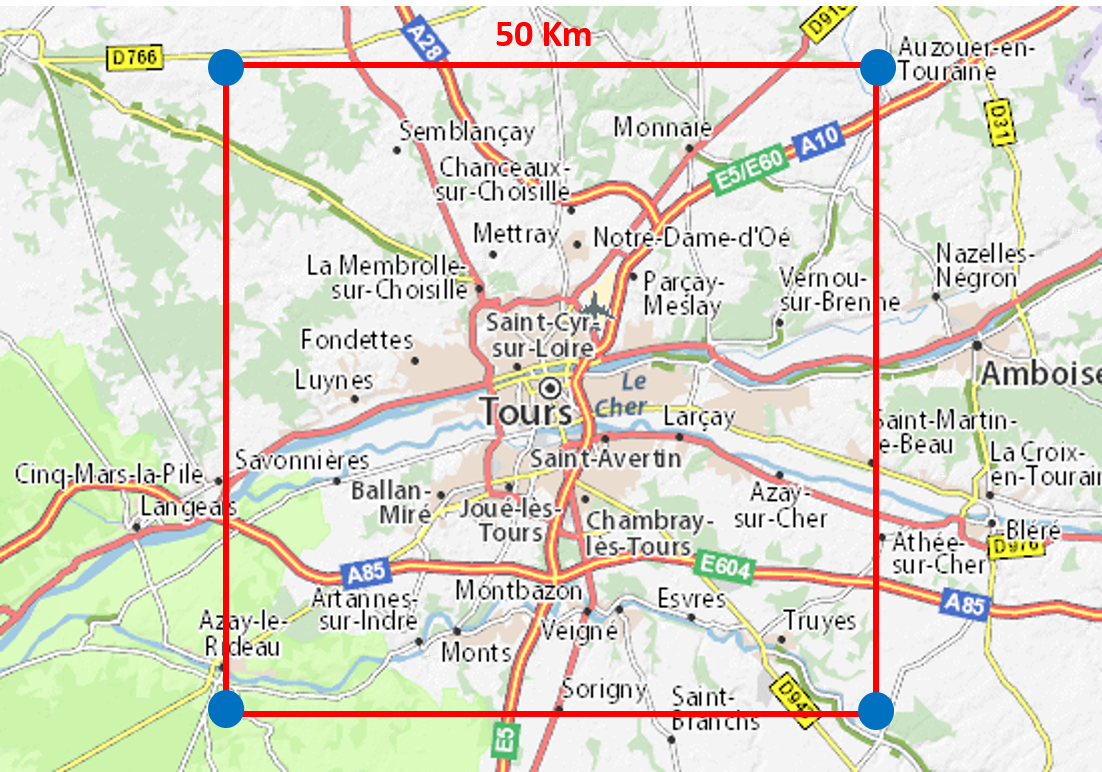 50 Km
D766
A28
D910
Auzouer-en-
Touraine
D31
Semblançay
Monnaie
A10
E5/E60
Chanceaux-
sur-Choisille
Mettray
Notre-Dame-d'Oé
La Membrolle-
sur-Choisille
Parçay-
Meslay
Vernou-
sur-Brenne
Nazelles-
Négron
Saint-Cyr-
sur-Loire
Fondettes
Luynes
Amboise
Le
Cher
Tours
Larçay
Saint-Martin-
le-Beau
Saint-Avertin
Savonnières
Cinq-Mars-la-Pile
La Croix-
en-Tourain
Langeais
Ballan-
Miré
Joué-lès-
Tours
Azay-
sur-Cher
Chambray-
lès-Tours
Bléré
D976
Athée-
sur-Cher
A85
E604
A85
Montbazon
Artannes-
sur-Indre
Esvres
Azay-le-
Rideau
Veigné
Truyes
Monts
Sorigny
Saint-
Branchs
D943
E5